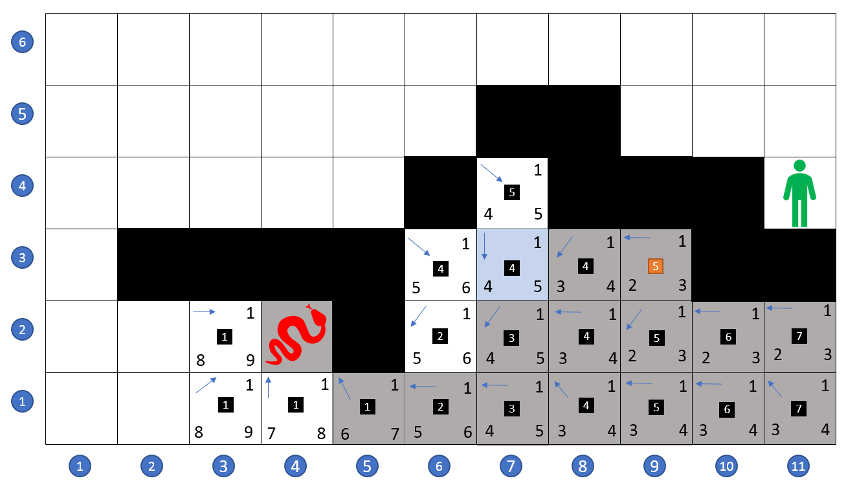 6
5
1
4 5
4 5
1 1 1 1
3 4 4 4 5
5 6 4 5 3 4 2 3
1 1 1 1 1 1 1
2 1 2 3 4 5 6 7
8 9 5 6 4 5 3 4 2 3 2 3 2 3
1 1 1 1 1 1 1 1 1
1 1 1 1 2 3 4 5 6 7
8 9 7 8 6 7 5 6 4 5 3 4 3 4 3 4 3 4
1 2 3 4 5 6 7 8 9 10 11